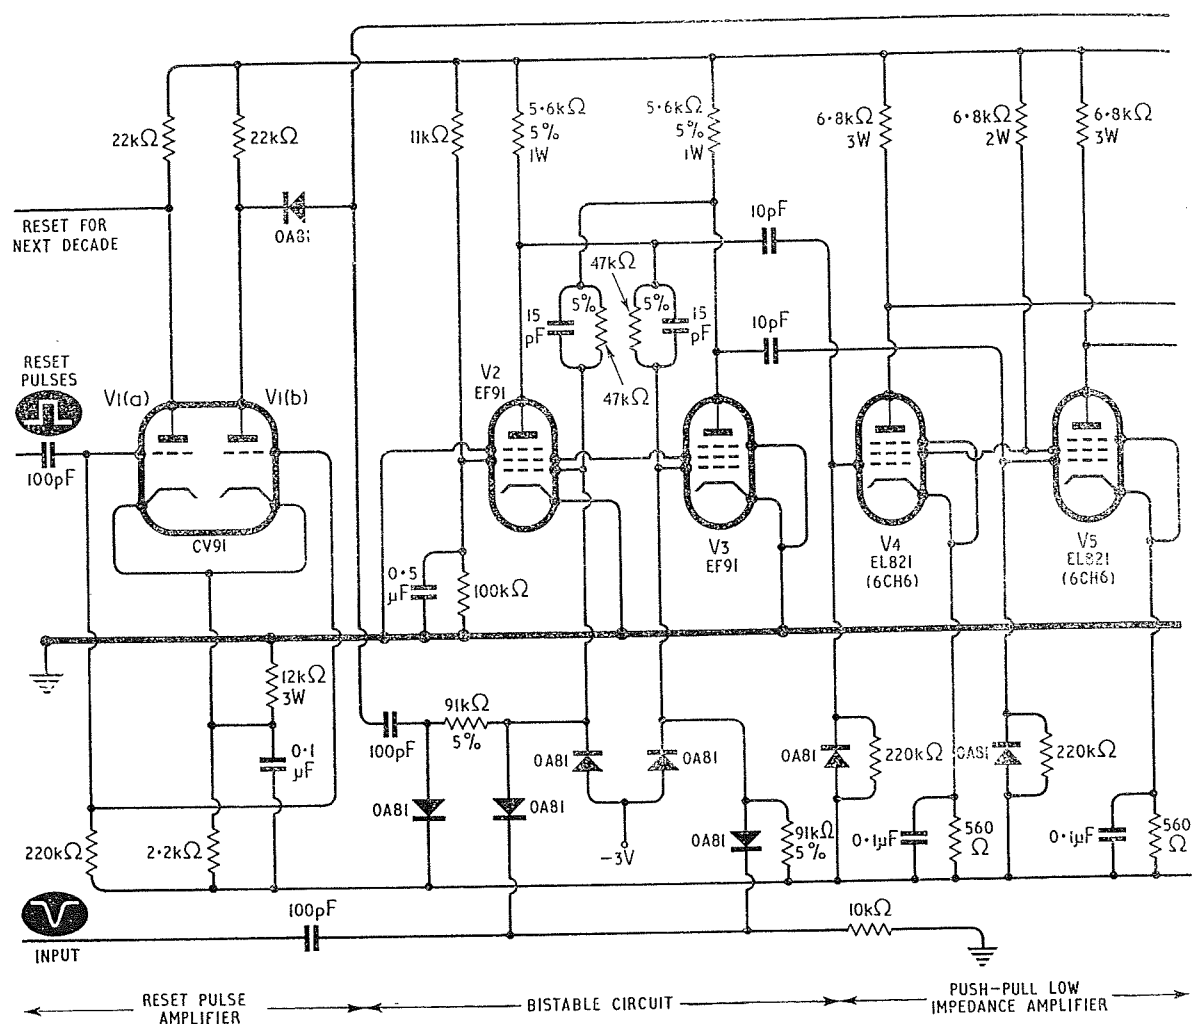 22kΩ
22kΩ
11kΩ
5·6kΩ
5%
1W
5·6kΩ
5%
1W
6·8kΩ
3W
6·8kΩ
2W
6·8kΩ
3W
RESET FOR
NEXT DECADE
OA81
10pF
47kΩ
5%
5%
15
pF
15
pF
10pF
RESET
PULSES
V1(a)
V1(b)
V2
EF91
47kΩ
100pF
CV91
V3
EF91
V4
EL821
(6CH6)
V5
EL821
(6CH6)
0·5
µF
100kΩ
12kΩ
3W
91kΩ
5%
100pF
0·1
µF
OA81
OA81
OA81
220kΩ
OA81
220kΩ
OA81
OA81
-3V
OA81
91kΩ
5%
0·1µF
560
Ω
0·1µF
560
Ω
220kΩ
2·2kΩ
100pF
10kΩ
INPUT
RESET PULSE
AMPLIFIER
BISTABLE CIRCUIT
PUSH-PULL LOW
IMPEDANCE AMPLIFIER